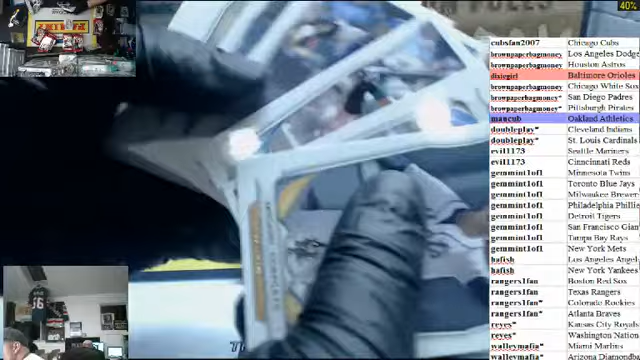 40%
cubsfan2007 Chicago Cubs
brownpaperbagmoney Los Angeles Dodge
brownpaperbagmoney Houston Astros
dixiegirl Baltimore Orioles
brownpaperbagmoney Chicago White Sox
brownpaperbagmoney* San Diego Padres
brownpaperbagmoney* Pittsburgh Pirates
mancub Oakland Athletics
doubleplay* Cleveland Indians
doubleplay* St. Louis Cardinals
evil1173 Seattle Mariners
evil1173 Cincinnati Reds
gemmint1of1 Minnesota Twins
gemmint1of1 Toronto Blue Jays
gemmint1of1 Milwaukee Brewers
gemmint1of1 Philadelphia Phillie
gemmint1of1 Detroit Tigers
gemmint1of1 San Francisco Gian
gemmint1of1 Tampa Bay Rays
gemmint1of1 New York Mets
hafish Los Angeles Angel
hafish New York Yankees
rangers1fan Boston Red Sox
rangers1fan Texas Rangers
rangers1fan* Colorado Rockies
rangers1fan* Atlanta Braves
reyes* Kansas City Royals
reyes* Washington Nation
walleymafia* Miami Marlins
walleymafia Arizona Diamondba